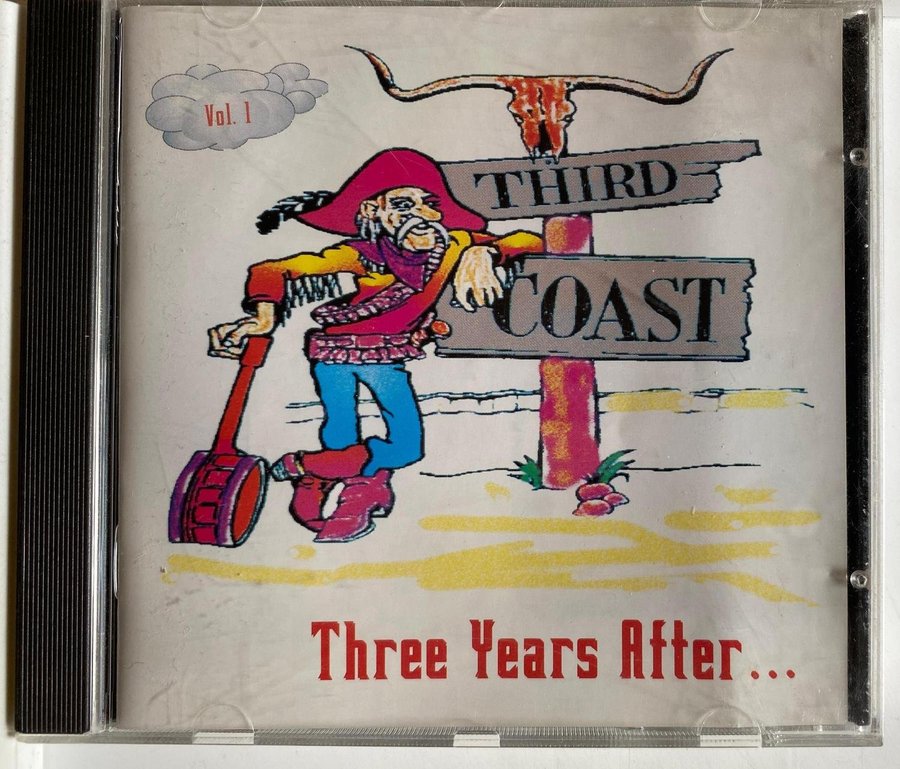 Vol. 1
THIRD
COAST
Three Years After...